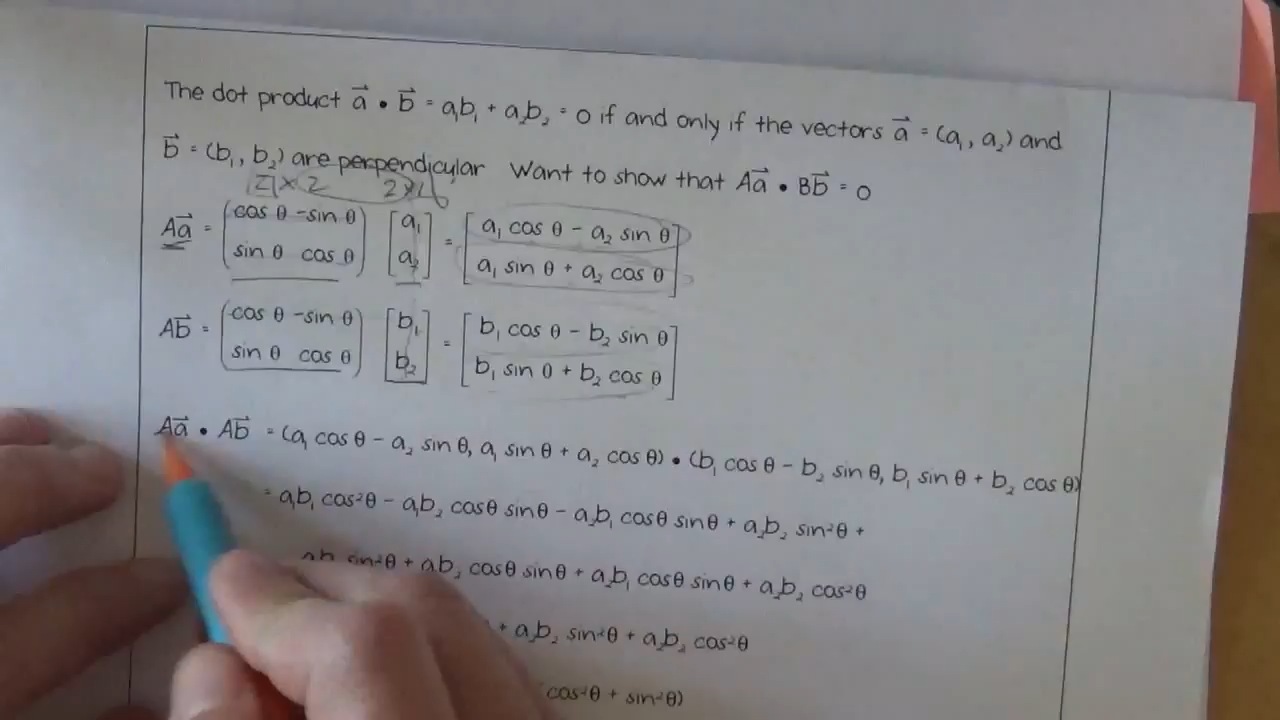 The dot product a⃗ • b⃗ = a₁b₁ + a₂b₂ = 0 if and only if the vectors a⃗ = (a₁, a₂) and
b⃗ = (b₁, b₂) are perpendicular Want to show that Aa⃗ • Bb⃗ = 0
Aa⃗ = (cos θ -sin θ) [a₁] = [a₁ cos θ - a₂ sin θ]
(sin θ cos θ) [a₂] [a₁ sin θ + a₂ cos θ]
Ab⃗ = (cos θ -sin θ) [b₁] = [b₁ cos θ - b₂ sin θ]
(sin θ cos θ) [b₂] [b₁ sin θ + b₂ cos θ]
Aa⃗ • Ab⃗ = (a₁ cos θ - a₂ sin θ, a₁ sin θ + a₂ cos θ) • (b₁ cos θ - b₂ sin θ, b₁ sin θ + b₂ cos θ)
= a₁b₁ cos²θ - a₁b₂ cosθ sinθ - a₂b₁ cosθ sinθ + a₂b₂ sin²θ +
sin²θ + ab₂ cosθ sinθ + a₂b₁ cosθ sinθ + a₂b₂ cos²θ
+ a₂b₂ sin²θ + a₂b₂ cos²θ
cos²θ + sin²θ)